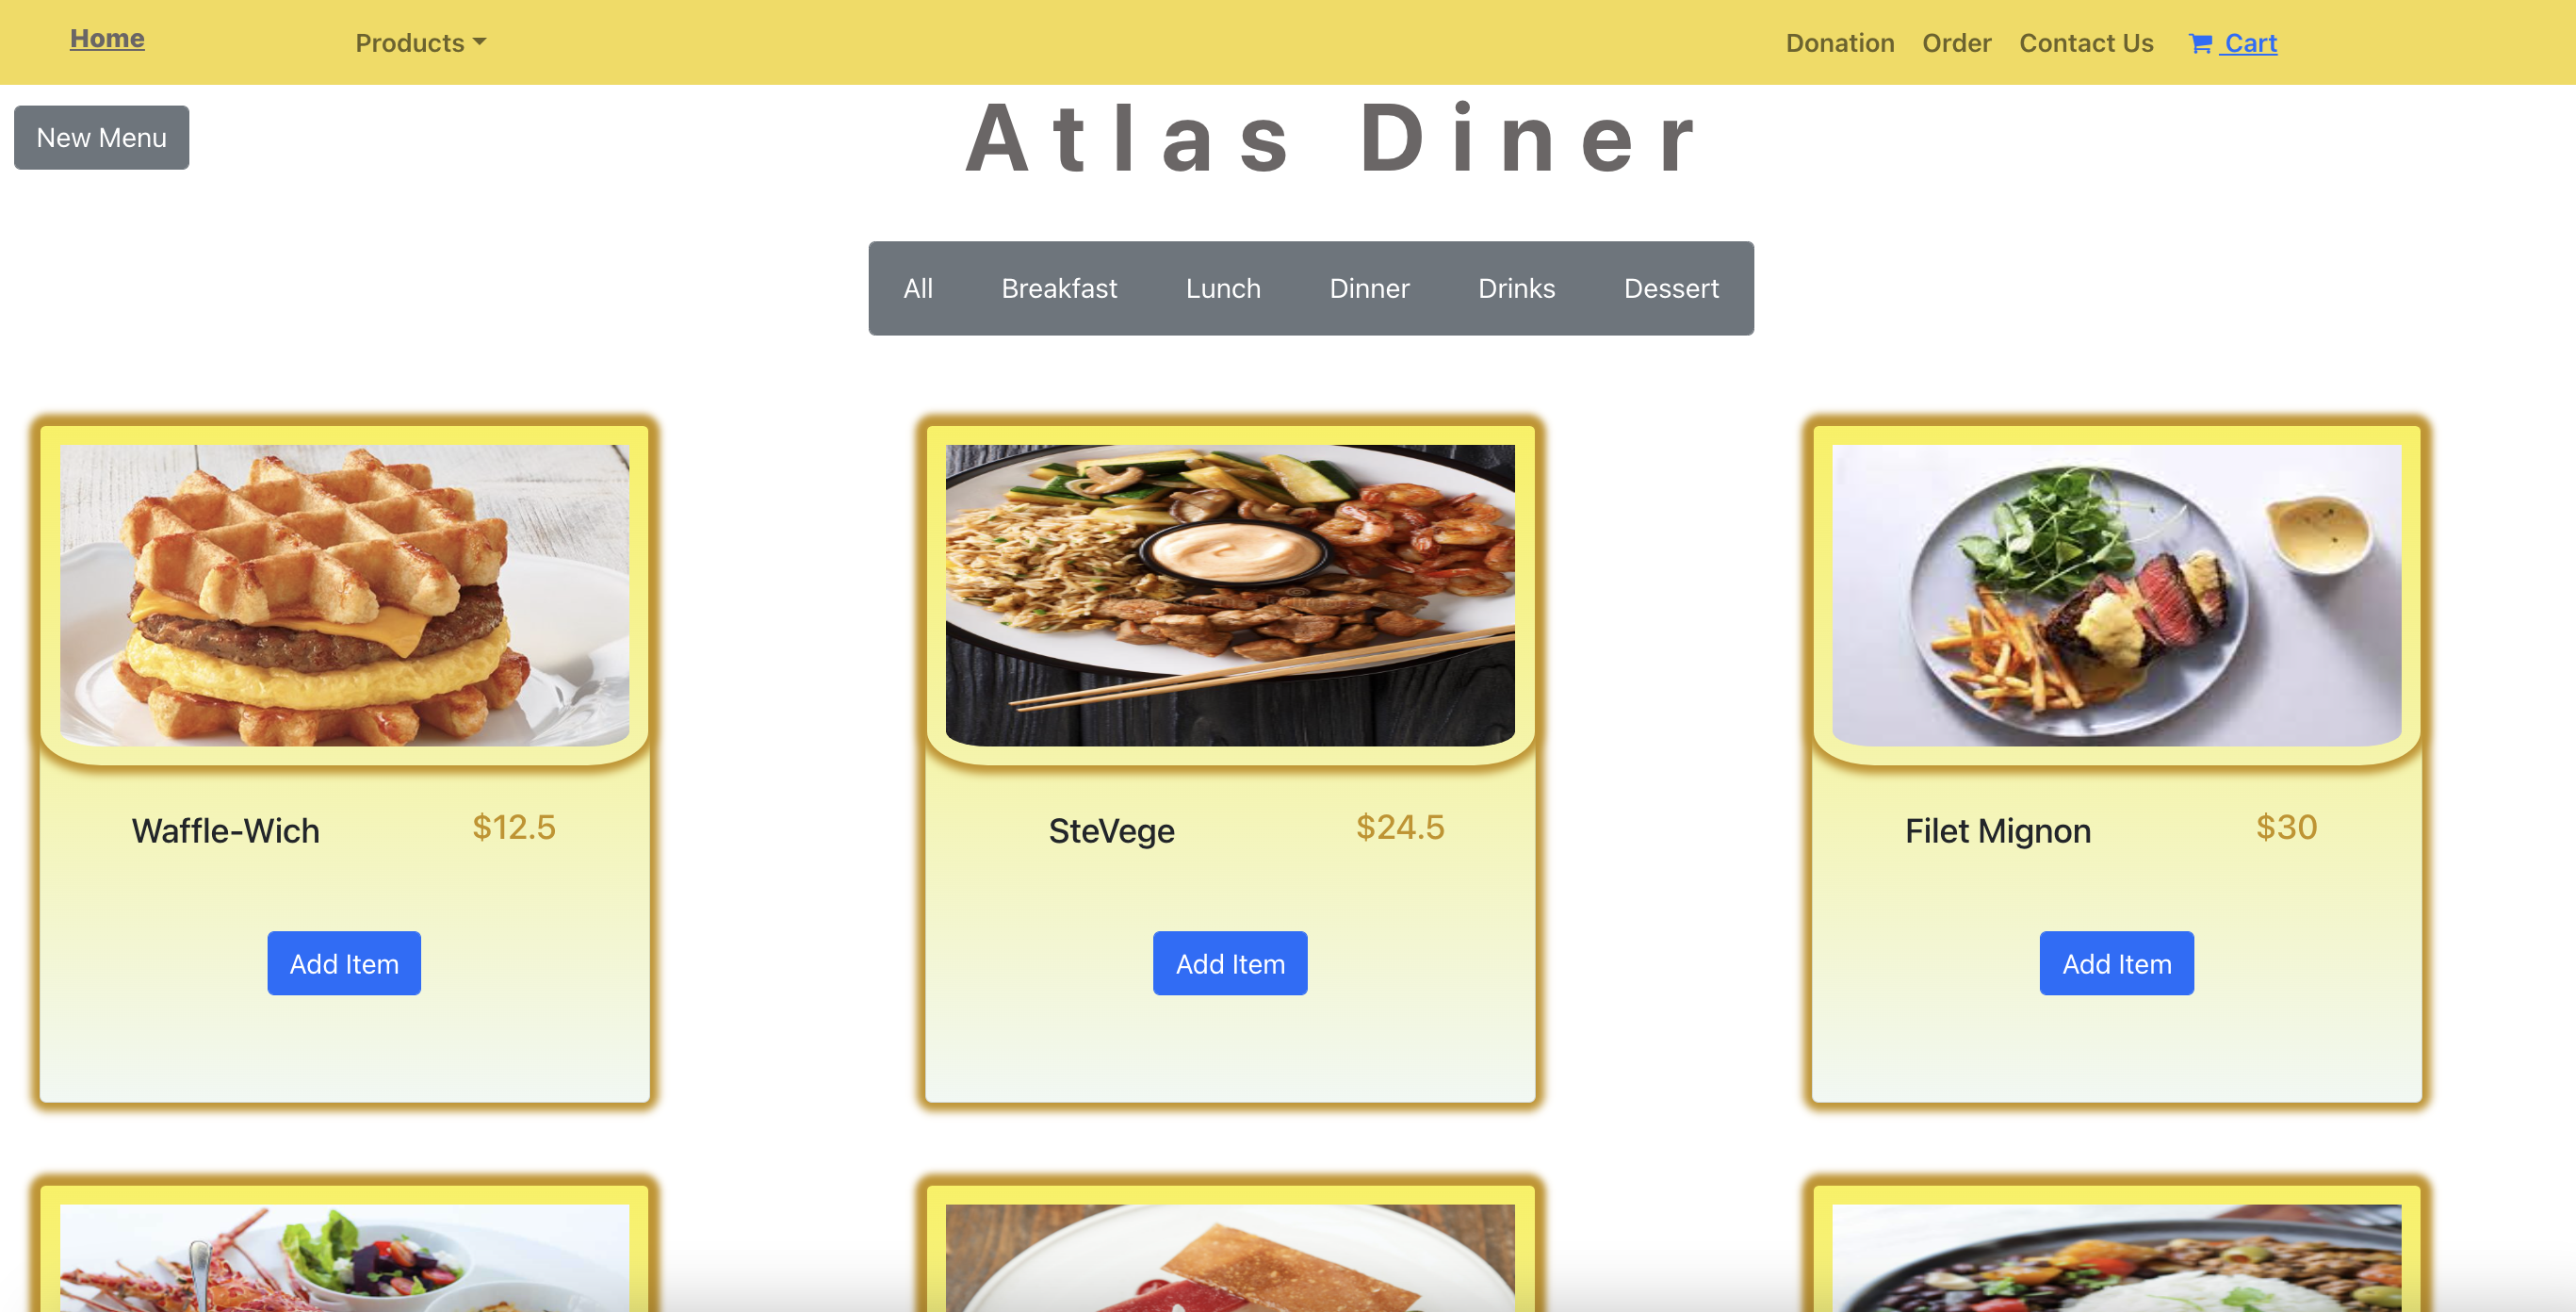 Home Products Donation Order Contact Us Cart
New Menu
Atlas Diner
All Breakfast Lunch Dinner Drinks Dessert
Waffle-Wich $12.5
SteVege $24.5
Filet Mignon $30
Add Item
Add Item
Add Item